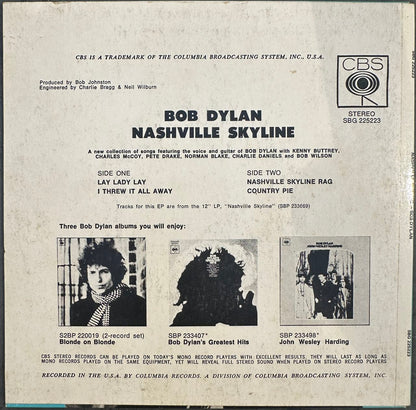 CBS IS A TRADEMARK OF THE COLUMBIA BROADCASTING SYSTEM, INC., U.S.A.
CBS
Produced by Bob Johnston
Engineered by Charlie Bragg & Neil Wilburn
STEREO
SBG 225223
BOB DYLAN
NASHVILLE SKYLINE
A new collection of songs featuring the voice and guitar of BOB DYLAN with KENNY BUTTREY,
CHARLES McCOY, PETE DRAKE, NORMAN BLAKE, CHARLIE DANIELS and BOB WILSON
SIDE ONE
LAY LADY LAY
I THREW IT ALL AWAY
SIDE TWO
NASHVILLE SKYLINE RAG
COUNTRY PIE
Tracks for this EP are from the 12" LP, "Nashville Skyline" (SBP 233669)
Three Bob Dylan albums you will enjoy:
S2BP 220019 (2-record set)
Blonde on Blonde
SBP 233407*
Bob Dylan's Greatest Hits
SBP 233498*
John Wesley Harding
CBS STEREO RECORDS CAN BE PLAYED ON TODAY'S MONO RECORD PLAYERS WITH EXCELLENT RESULTS. THEY WILL LAST AS LONG AS
MONO RECORDS PLAYED ON THE SAME EQUIPMENT, YET WILL REVEAL FULL STEREO SOUND WHEN PLAYED ON STEREO RECORD PLAYERS
RECORDED IN THE U.S.A. BY COLUMBIA RECORDS. A DIVISION OF COLUMBIA BROADCASTING SYSTEM, INC.